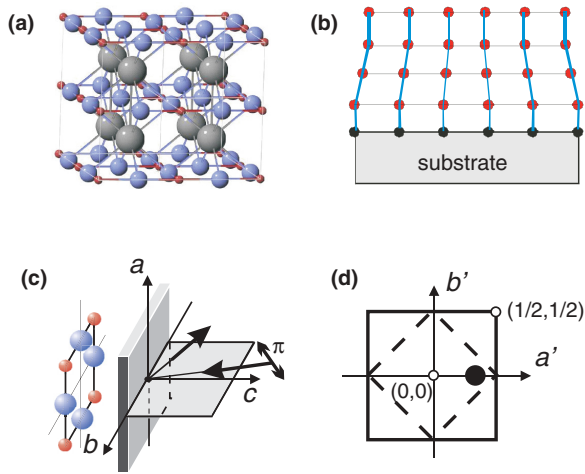 (a)
(b)
substrate
(c)
a
π
c
b
(d)
b'
(1/2,1/2)
a'
(0,0)